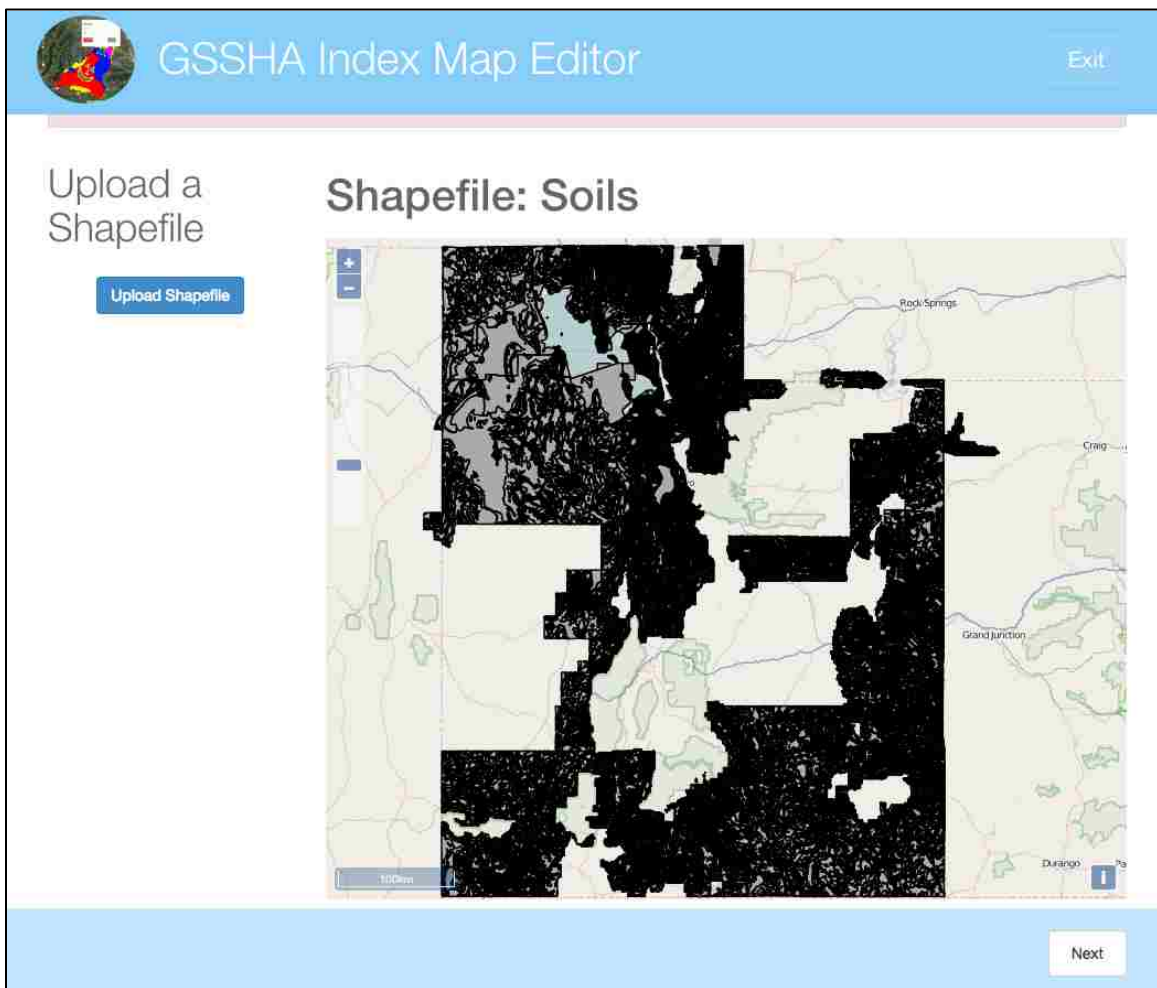 GSSHA Index Map Editor
Exit
Upload a
Shapefile
Upload Shapefile
Shapefile: Soils
+
−
Rock Springs
Craig
Grand Junction
Durango
Pa
100km
i
Next